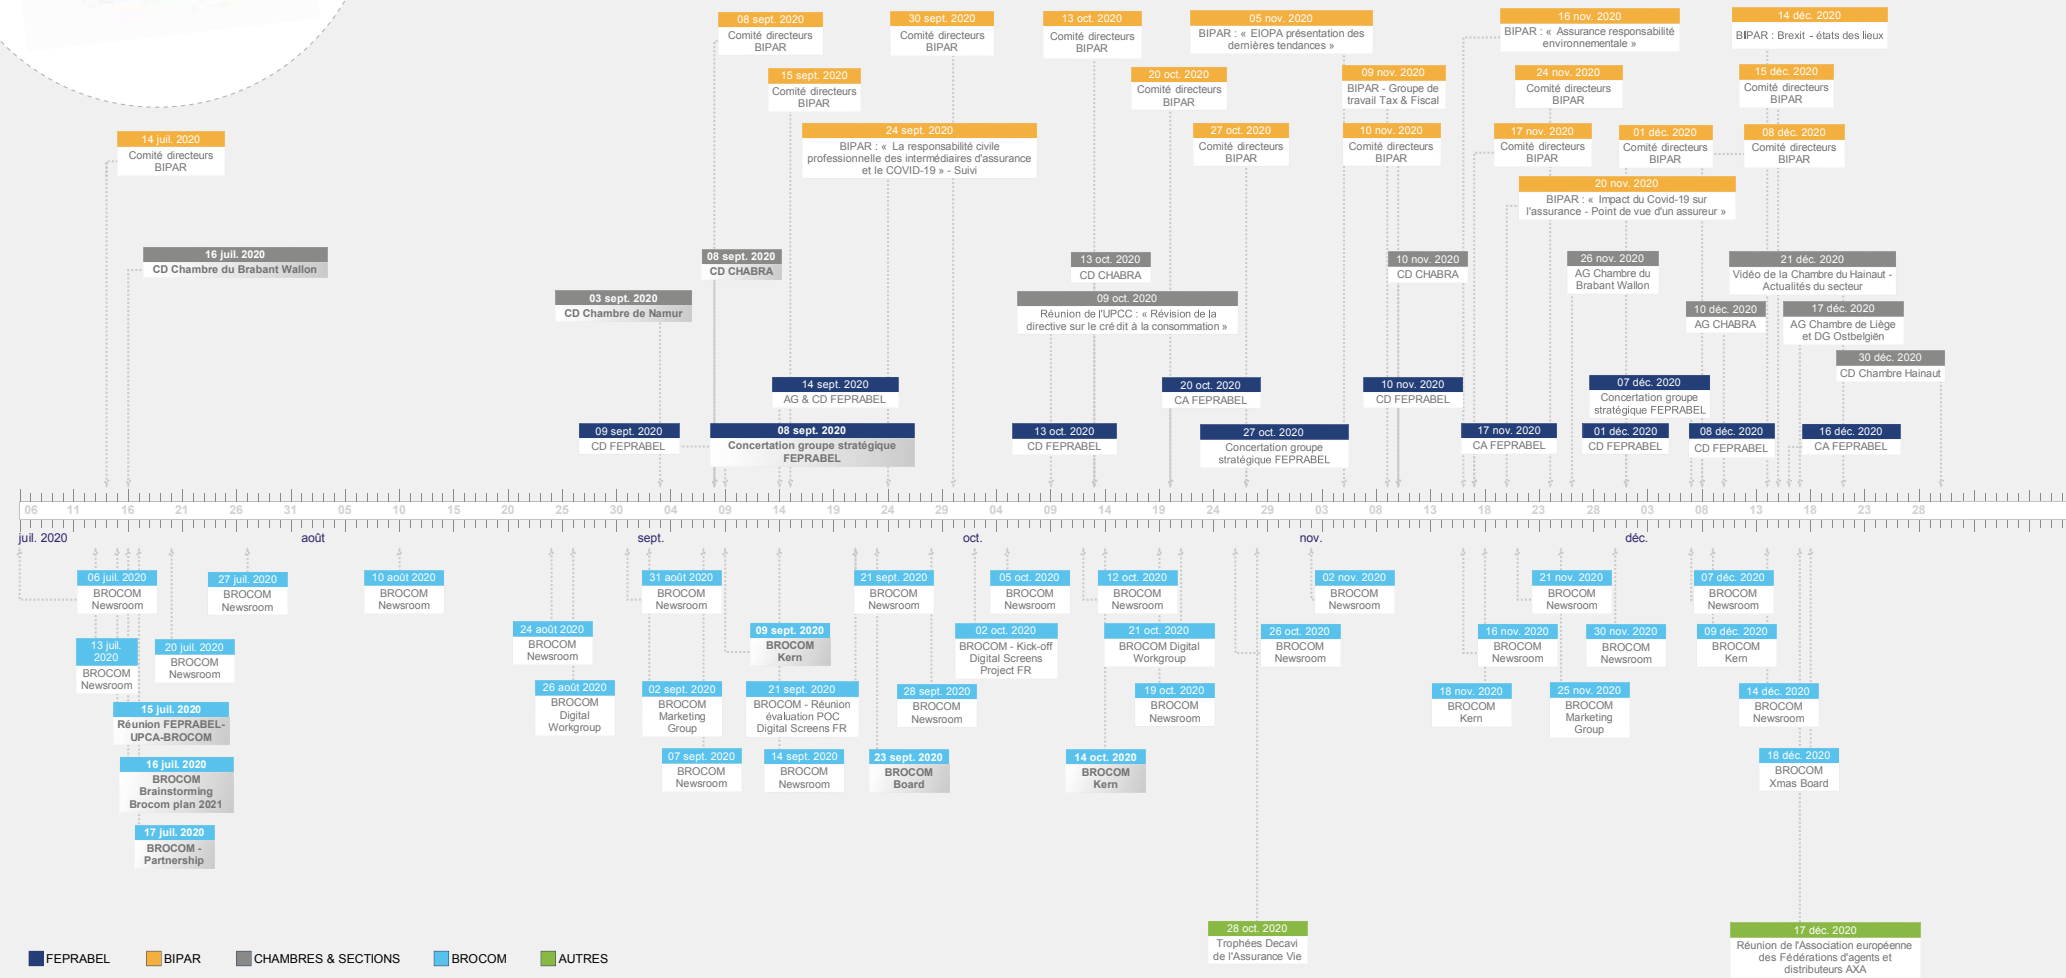 08 sept. 2020
Comité directeurs
BIPAR
30 sept. 2020
Comité directeurs
BIPAR
13 oct. 2020
Comité directeurs
BIPAR
05 nov. 2020
BIPAR : « EIOPA présentation des
dernières tendances »
16 nov. 2020
BIPAR : « Assurance responsabilité
environnementale »
14 déc. 2020
BIPAR : Brexit - états des lieux
15 sept. 2020
Comité directeurs
BIPAR
20 oct. 2020
Comité directeurs
BIPAR
09 nov. 2020
BIPAR - Groupe de
travail Tax & Fiscal
24 nov. 2020
Comité directeurs
BIPAR
15 déc. 2020
Comité directeurs
BIPAR
14 juil. 2020
Comité directeurs
BIPAR
24 sept. 2020
BIPAR : « La responsabilité civile
professionnelle des intermédiaires d'assurance
et le COVID-19 » - Suivi
27 oct. 2020
Comité directeurs
BIPAR
10 nov. 2020
Comité directeurs
BIPAR
17 nov. 2020
Comité directeurs
BIPAR
01 déc. 2020
Comité directeurs
BIPAR
08 déc. 2020
Comité directeurs
BIPAR
20 nov. 2020
BIPAR : « Impact du Covid-19 sur
l'assurance - Point de vue d'un assureur »
16 juil. 2020
CD Chambre du Brabant Wallon
08 sept. 2020
CD CHABRA
13 oct. 2020
CD CHABRA
10 nov. 2020
CD CHABRA
26 nov. 2020
AG Chambre du
Brabant Wallon
21 déc. 2020
Vidéo de la Chambre du Hainaut -
Actualités du secteur
03 sept. 2020
CD Chambre de Namur
09 oct. 2020
Réunion de l'UPCC : « Révision de la
directive sur le crédit à la consommation »
10 déc. 2020
AG CHABRA
17 déc. 2020
AG Chambre de Liège
et DG Ostbelgiën
30 déc. 2020
CD Chambre Hainaut
14 sept. 2020
AG & CD FEPRABEL
20 oct. 2020
CA FEPRABEL
10 nov. 2020
CD FEPRABEL
07 déc. 2020
Concertation groupe
stratégique FEPRABEL
09 sept. 2020
CD FEPRABEL
08 sept. 2020
Concertation groupe stratégique
FEPRABEL
13 oct. 2020
CD FEPRABEL
27 oct. 2020
Concertation groupe
stratégique FEPRABEL
17 nov. 2020
CA FEPRABEL
01 déc. 2020
CD FEPRABEL
08 déc. 2020
CD FEPRABEL
16 déc. 2020
CA FEPRABEL
06 11 16 21 26 31 05 10 15 20 25 30 04 09 14 19 24 29 04 09 14 19 24 29 03 08 13 18 23 28 03 08 13 18 23 28
juil. 2020 août sept. oct. nov. déc.
06 juil. 2020
BROCOM
Newsroom
27 juil. 2020
BROCOM
Newsroom
10 août 2020
BROCOM
Newsroom
31 août 2020
BROCOM
Newsroom
21 sept. 2020
BROCOM
Newsroom
05 oct. 2020
BROCOM
Newsroom
12 oct. 2020
BROCOM
Newsroom
02 nov. 2020
BROCOM
Newsroom
21 nov. 2020
BROCOM
Newsroom
07 déc. 2020
BROCOM
Newsroom
13 juil.
2020
BROCOM
Newsroom
20 juil. 2020
BROCOM
Newsroom
24 août 2020
BROCOM
Newsroom
09 sept. 2020
BROCOM
Kern
02 oct. 2020
BROCOM - Kick-off
Digital Screens
Project FR
21 oct. 2020
BROCOM Digital
Workgroup
26 oct. 2020
BROCOM
Newsroom
16 nov. 2020
BROCOM
Newsroom
30 nov. 2020
BROCOM
Newsroom
09 déc. 2020
BROCOM
Kern
26 août 2020
BROCOM
Digital
Workgroup
02 sept. 2020
BROCOM
Marketing
Group
21 sept. 2020
BROCOM - Réunion
évaluation POC
Digital Screens FR
28 sept. 2020
BROCOM
Newsroom
19 oct. 2020
BROCOM
Newsroom
18 nov. 2020
BROCOM
Kern
25 nov. 2020
BROCOM
Marketing
Group
14 déc. 2020
BROCOM
Newsroom
15 juil. 2020
Réunion FEPRABEL-
UPCA-BROCOM
07 sept. 2020
BROCOM
Newsroom
14 sept. 2020
BROCOM
Newsroom
23 sept. 2020
BROCOM
Board
14 oct. 2020
BROCOM
Kern
18 déc. 2020
BROCOM
Xmas Board
16 juil. 2020
BROCOM
Brainstorming
Brocom plan 2021
17 juil. 2020
BROCOM -
Partnership
28 oct. 2020
Trophées Decavi
de l'Assurance Vie
17 déc. 2020
Réunion de l'Association européenne
des Fédérations d'agents et
distributeurs AXA
FEPRABEL BIPAR CHAMBRES & SECTIONS BROCOM AUTRES